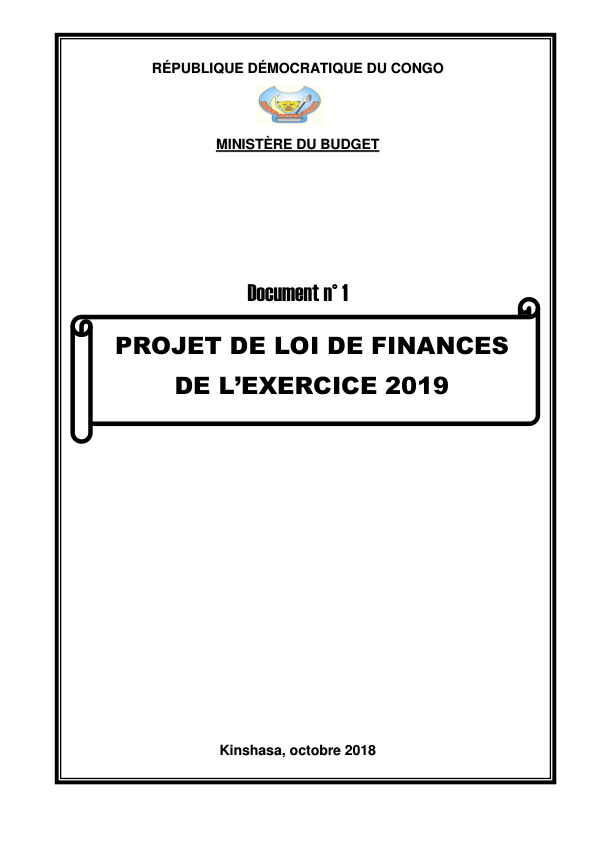 RÉPUBLIQUE DÉMOCRATIQUE DU CONGO
MINISTÈRE DU BUDGET
Document n° 1
PROJET DE LOI DE FINANCES
DE L’EXERCICE 2019
Kinshasa, octobre 2018